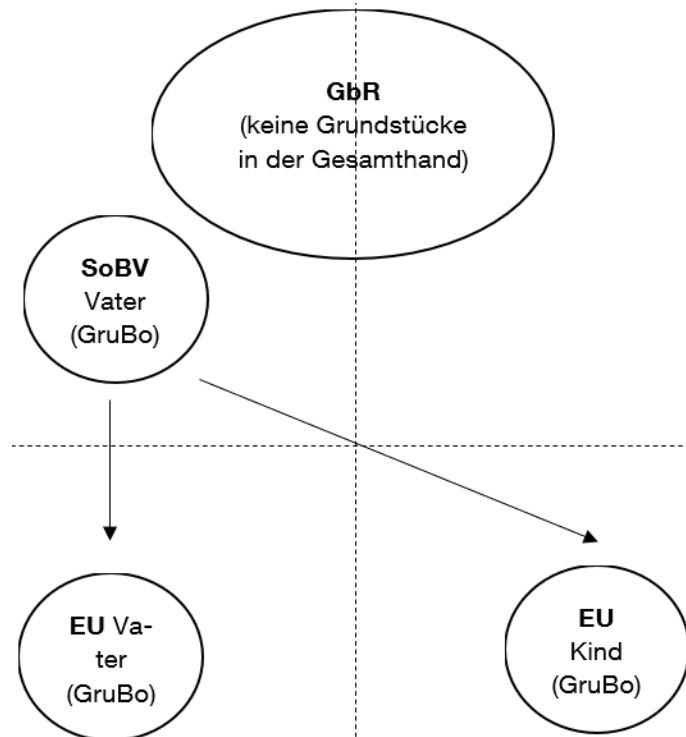 GbR
(keine Grundstücke
in der Gesamthand)
SoBV
Vater
(GruBo)
EU Va-
ter
(GruBo)
EU
Kind
(GruBo)